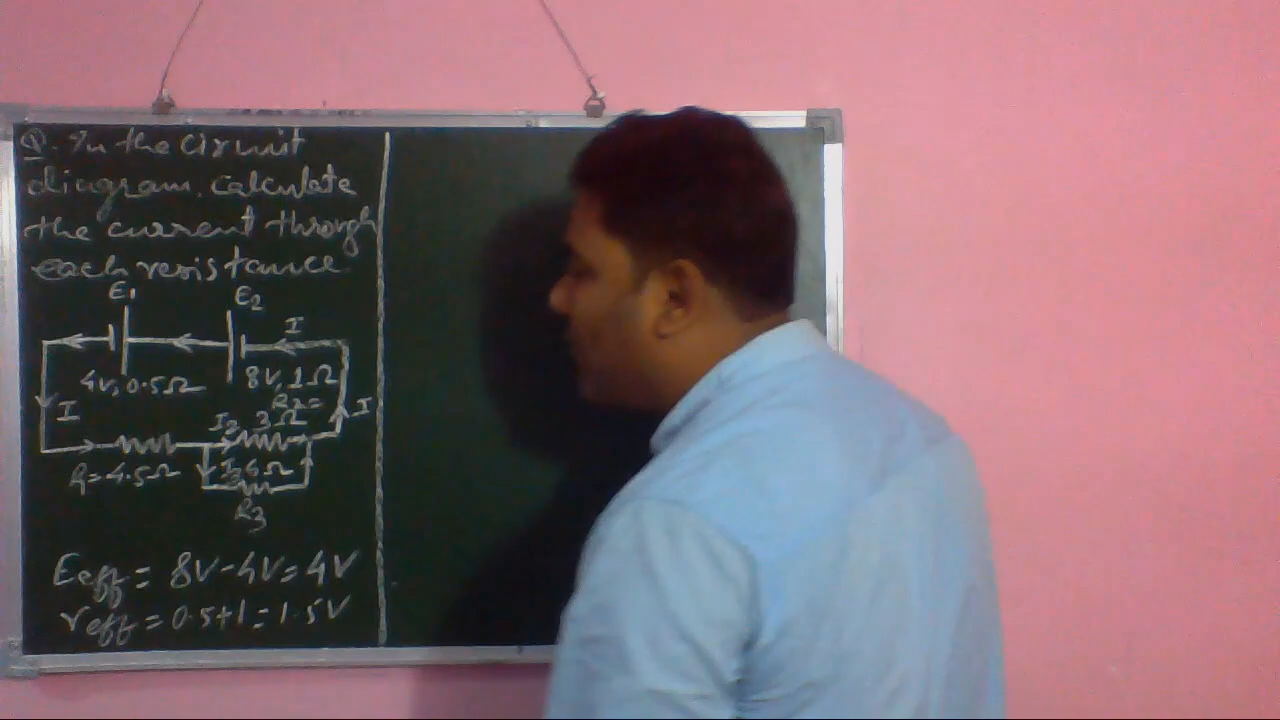 Q. In the Circuit
diagram. Calculate
the current through
each resistance
E1 E2
I
4V, 0.5Ω 8V, 1Ω
R2=
I I2 3Ω I
R1=4.5Ω I3 6Ω
R3
Eeff = 8V-4V=4V
reff = 0.5+1=1.5V